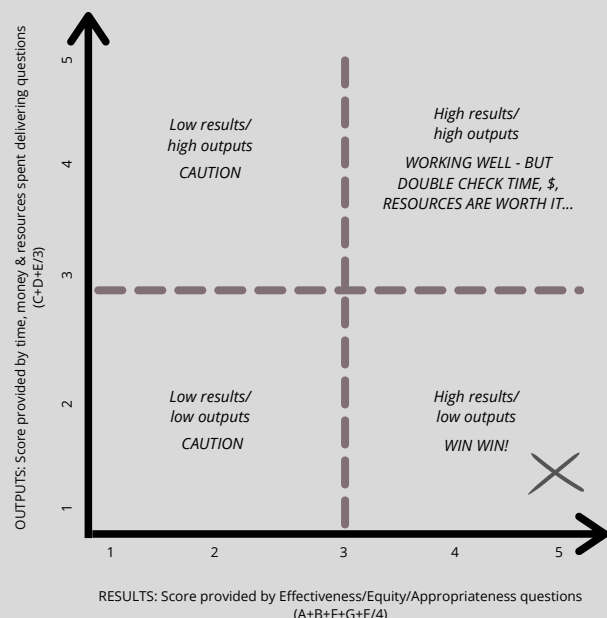 OUTPUTS: Score provided by time, money & resources spent delivering questions
(C+D+E/3)
5
4
3
2
1
Low results/
high outputs
CAUTION
High results/
high outputs
WORKING WELL - BUT
DOUBLE CHECK TIME, $,
RESOURCES ARE WORTH IT...
Low results/
low outputs
CAUTION
High results/
low outputs
WIN WIN!
1 2 3 4 5
RESULTS: Score provided by Effectiveness/Equity/Appropriateness questions
(A+B+F+G+E/4)